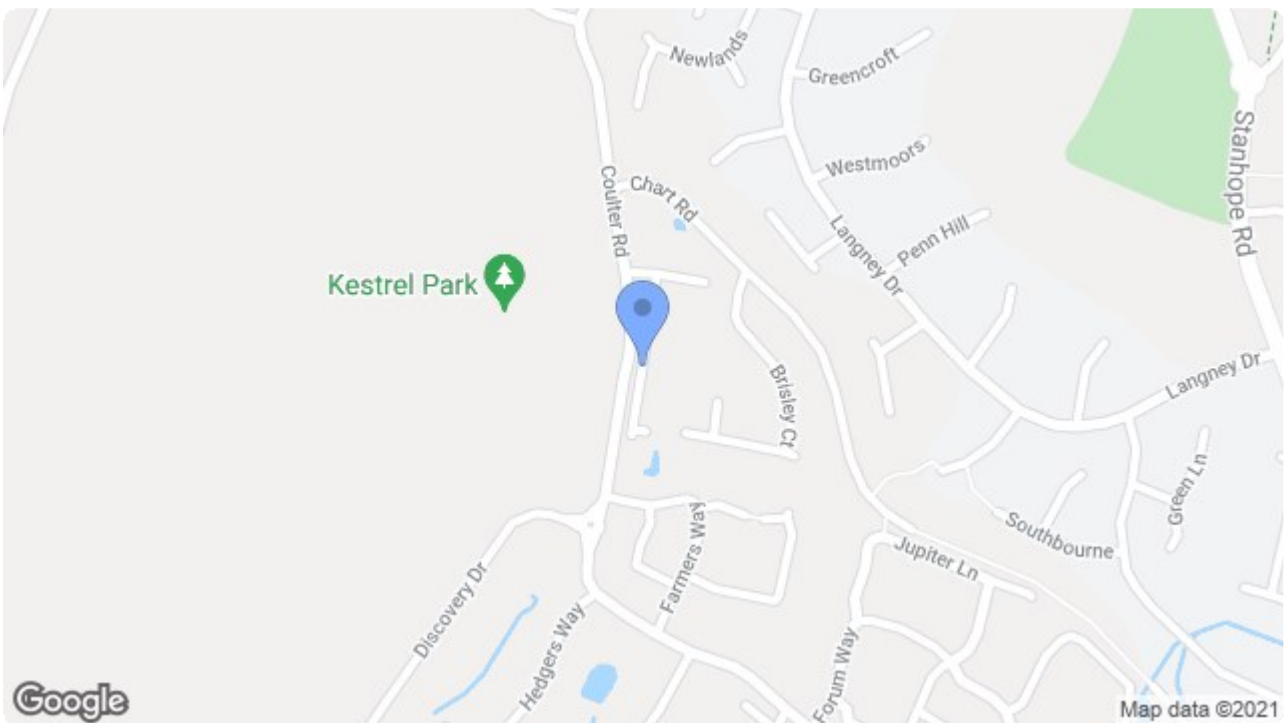 Newlands
Greencroft
Stanhope Rd
Westmoors
Coulter Rd
Chart Rd
Langney Dr
Penn Hill
Kestrel Park
Langney Dr
Brisley Ct
Green Ln
Farmers Way
Southbourne
Jupiter Ln
Discovery Dr
Hedgers Way
Forum Way
Google
Map data ©2021